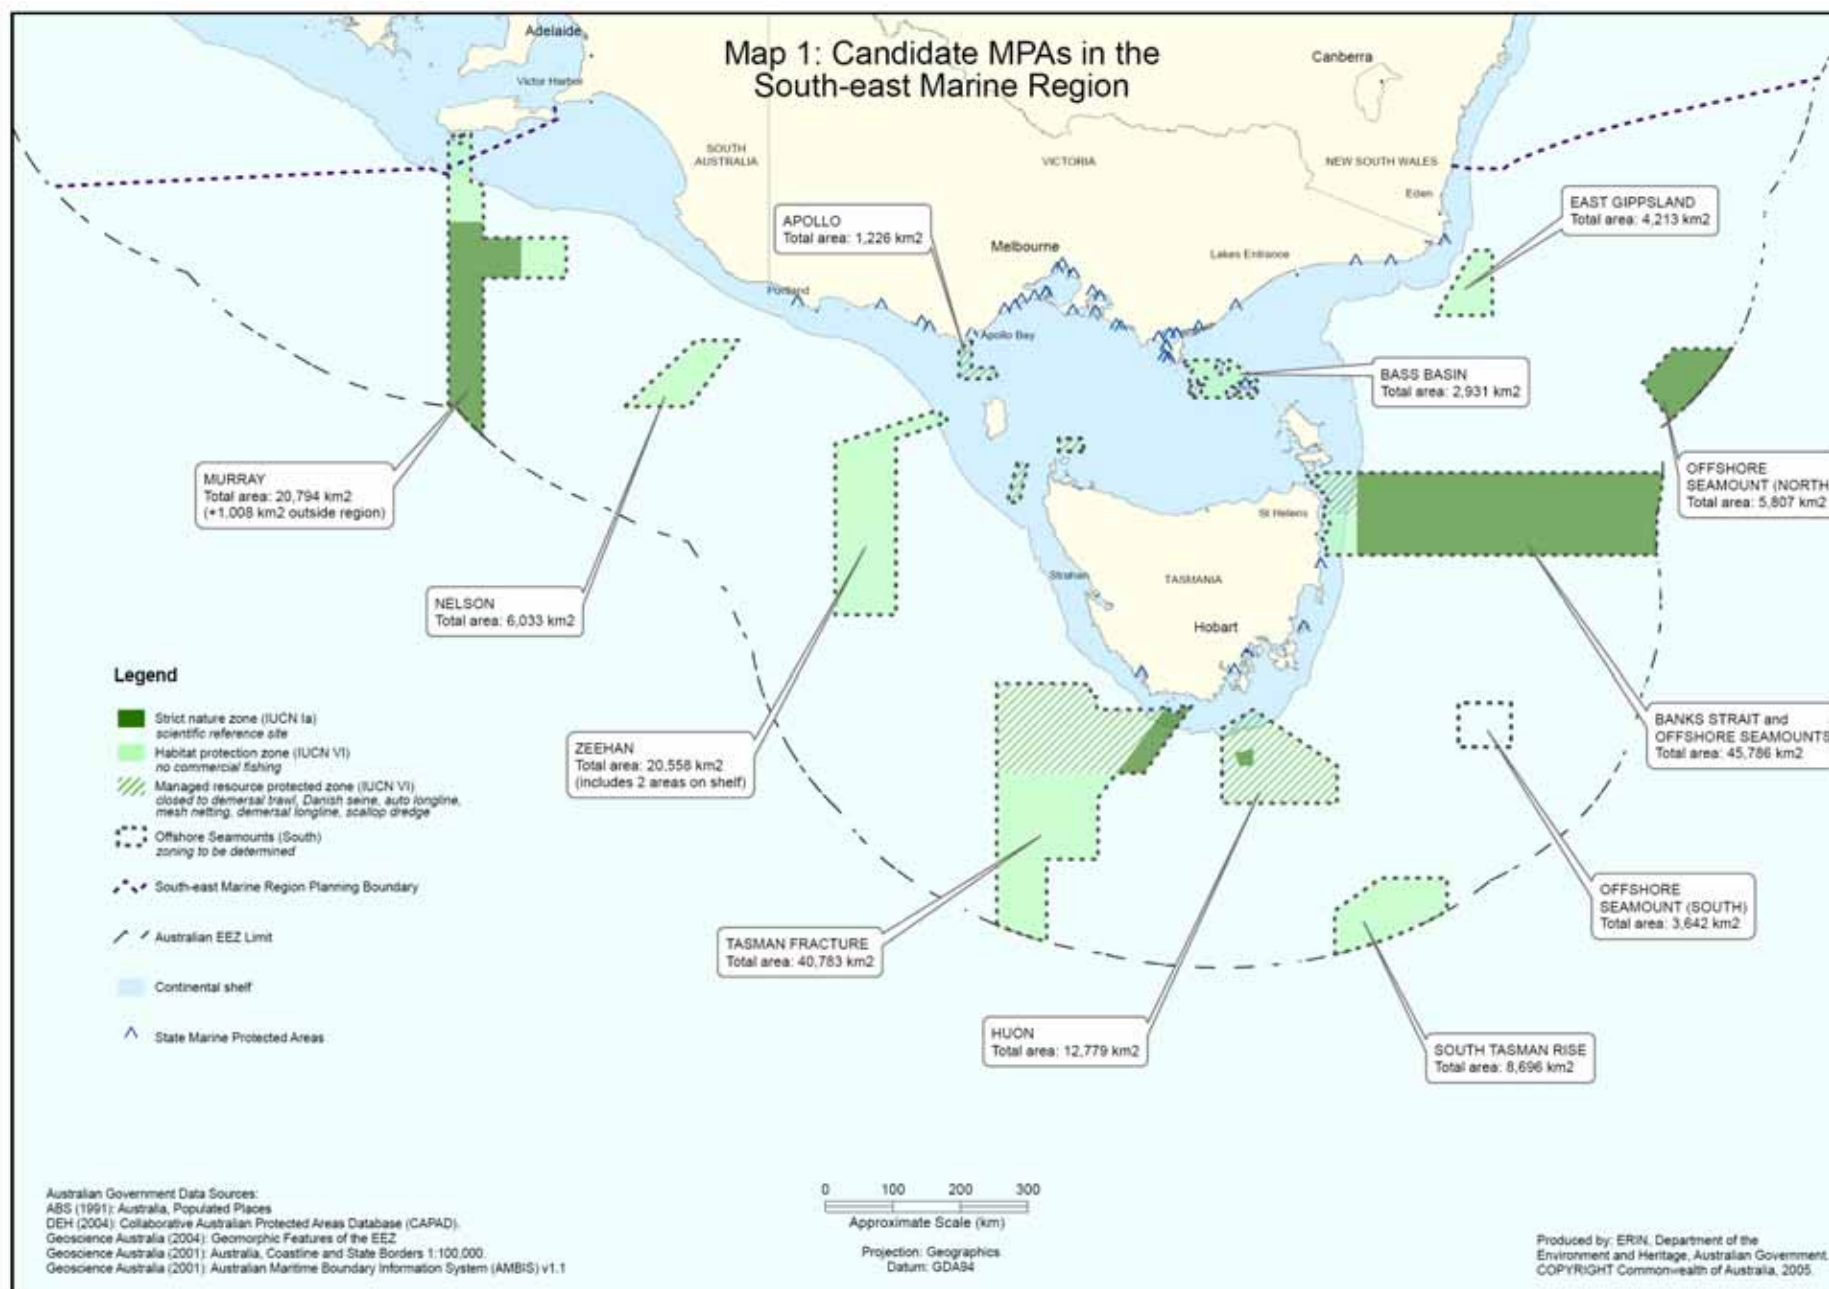 Map 1: Candidate MPAs in the
South-east Marine Region
Adelaide
Victor Harbor
Canberra
SOUTH
AUSTRALIA
VICTORIA
NEW SOUTH WALES
Eden
EAST GIPPSLAND
Total area: 4,213 km2
APOLLO
Total area: 1,226 km2
Melbourne
Lakes Entrance
Portland
Apollo Bay
BASS BASIN
Total area: 2,931 km2
MURRAY
Total area: 20,794 km2
(+1,008 km2 outside region)
OFFSHORE
SEAMOUNT (NORTH
Total area: 5,807 km2
St Helens
Strahan
TASMANIA
NELSON
Total area: 6,033 km2
Hobart
Legend
Strict nature zone (IUCN Ia)
scientific reference site
Habitat protection zone (IUCN VI)
no commercial fishing
Managed resource protected zone (IUCN VI)
closed to demersal trawl, Danish seine, auto longline,
mesh netting, demersal longline, scallop dredge
Offshore Seamounts (South)
zoning to be determined
South-east Marine Region Planning Boundary
Australian EEZ Limit
Continental shelf
State Marine Protected Areas
ZEEHAN
Total area: 20,558 km2
(includes 2 areas on shelf)
BANKS STRAIT and
OFFSHORE SEAMOUNTS
Total area: 45,786 km2
OFFSHORE
SEAMOUNT (SOUTH)
Total area: 3,642 km2
TASMAN FRACTURE
Total area: 40,783 km2
HUON
Total area: 12,779 km2
SOUTH TASMAN RISE
Total area: 8,696 km2
Australian Government Data Sources:
ABS (1991): Australia, Populated Places
DEH (2004): Collaborative Australian Protected Areas Database (CAPAD).
Geoscience Australia (2004): Geomorphic Features of the EEZ
Geoscience Australia (2001): Australia, Coastline and State Borders 1:100,000.
Geoscience Australia (2001): Australian Maritime Boundary Information System (AMBIS) v1.1
0 100 200 300
Approximate Scale (km)
Projection: Geographics
Datum: GDA94
Produced by: ERIN, Department of the
Environment and Heritage, Australian Government.
COPYRIGHT Commonwealth of Australia, 2005.